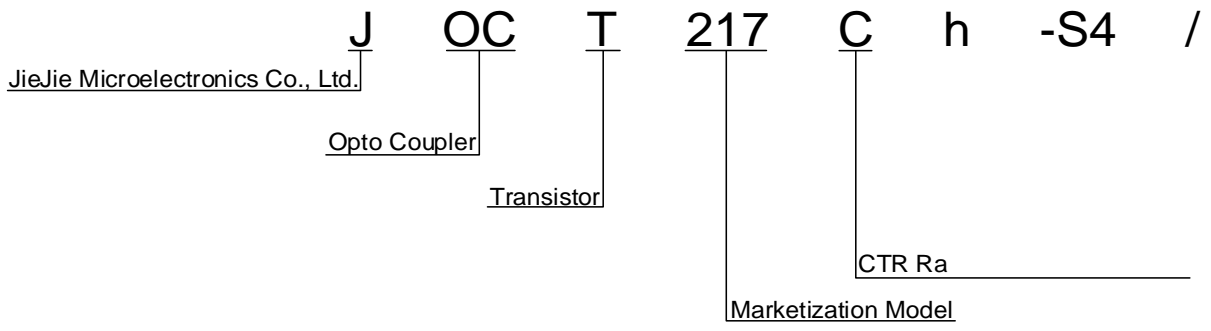 J OC T 217 C h -S4 /
JieJie Microelectronics Co., Ltd.
Opto Coupler
Transistor
CTR Ra
Marketization Model